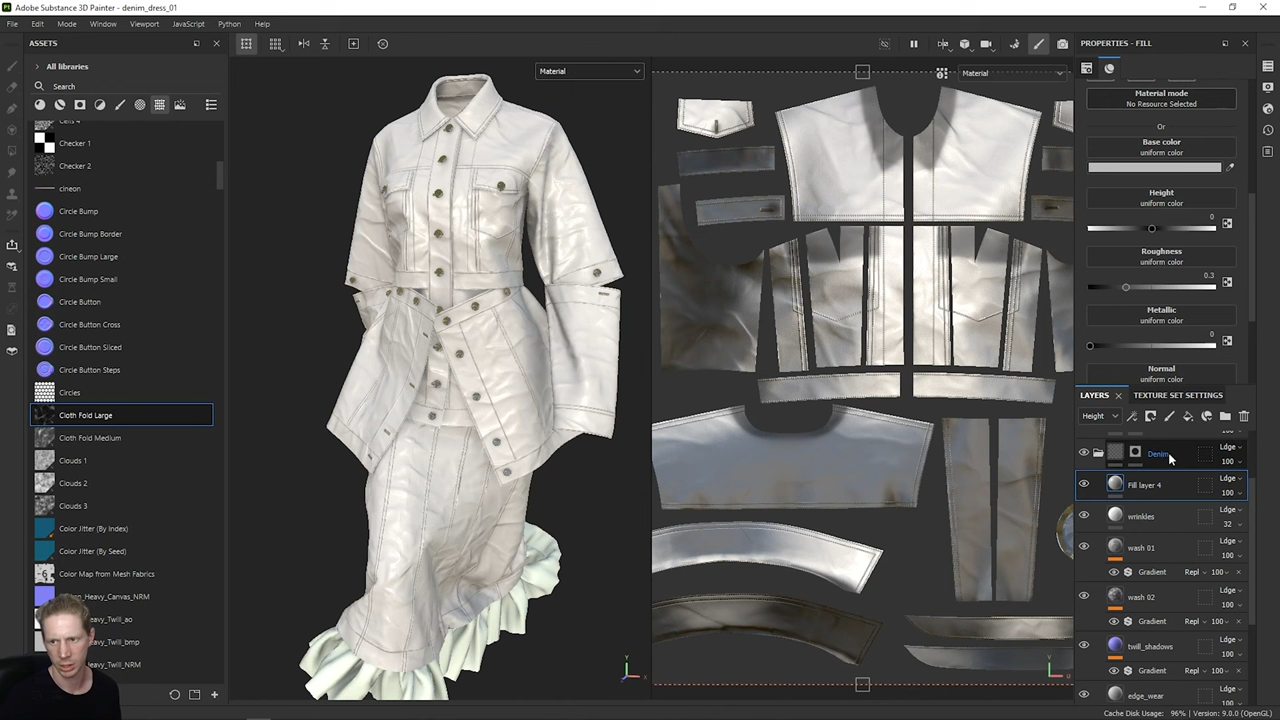 Adobe Substance 3D Painter - denim_dress_01
File Edit Mode Window Viewport JavaScript Python Help
ASSETS
All libraries
Search
Checker 1
Checker 2
cineon
Circle Bump
Circle Bump Border
Circle Bump Large
Circle Bump Small
Circle Button
Circle Button Cross
Circle Button Sliced
Circle Button Steps
Circles
Cloth Fold Large
Cloth Fold Medium
Clouds 1
Clouds 2
Clouds 3
Color Jitter (By Index)
Color Jitter (By Seed)
Color Map from Mesh Fabrics
_Heavy_Canvas_NRM
_Heavy_Twill_ao
Heavy_Twill_bmp
Heavy_Twill_NRM
Material
Material
PROPERTIES - FILL
Material mode
No Resource Selected
Or
Base color
uniform color
Height
uniform color
0
Roughness
uniform color
0.3
Metallic
uniform color
0
Normal
uniform color
LAYERS
TEXTURE SET SETTINGS
Height
Denim Ldge 100
Fill layer 4 Ldge 100
wrinkles Ldge 32
wash 01 Ldge 100
Gradient Repl 100
wash 02 Ldge 100
Gradient Repl 100
twill_shadows Ldge 100
Gradient Repl 100
edge_wear Ldge 100
Cache Disk Usage: 96% | Version: 9.0.0 (OpenGL)